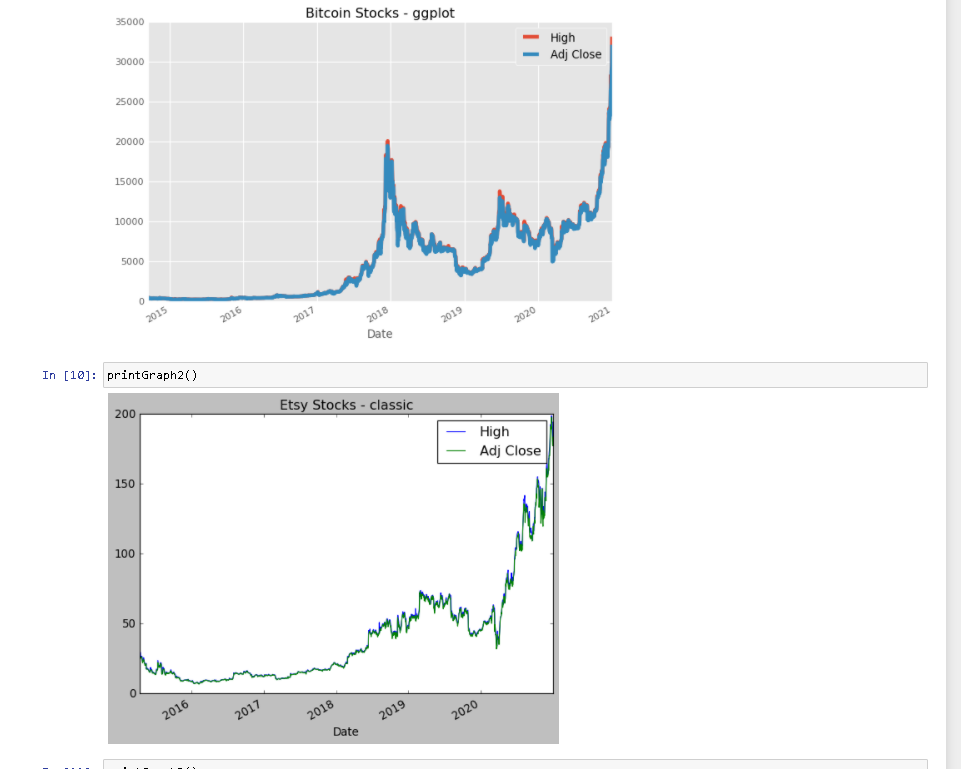 Bitcoin Stocks - ggplot
35000
High
Adj Close
30000
25000
20000
15000
10000
5000
0
2015 2016 2017 2018 2019 2020 2021
Date
In [10]: printGraph2()
Etsy Stocks - classic
200
High
Adj Close
150
100
50
0
2016 2017 2018 2019 2020
Date